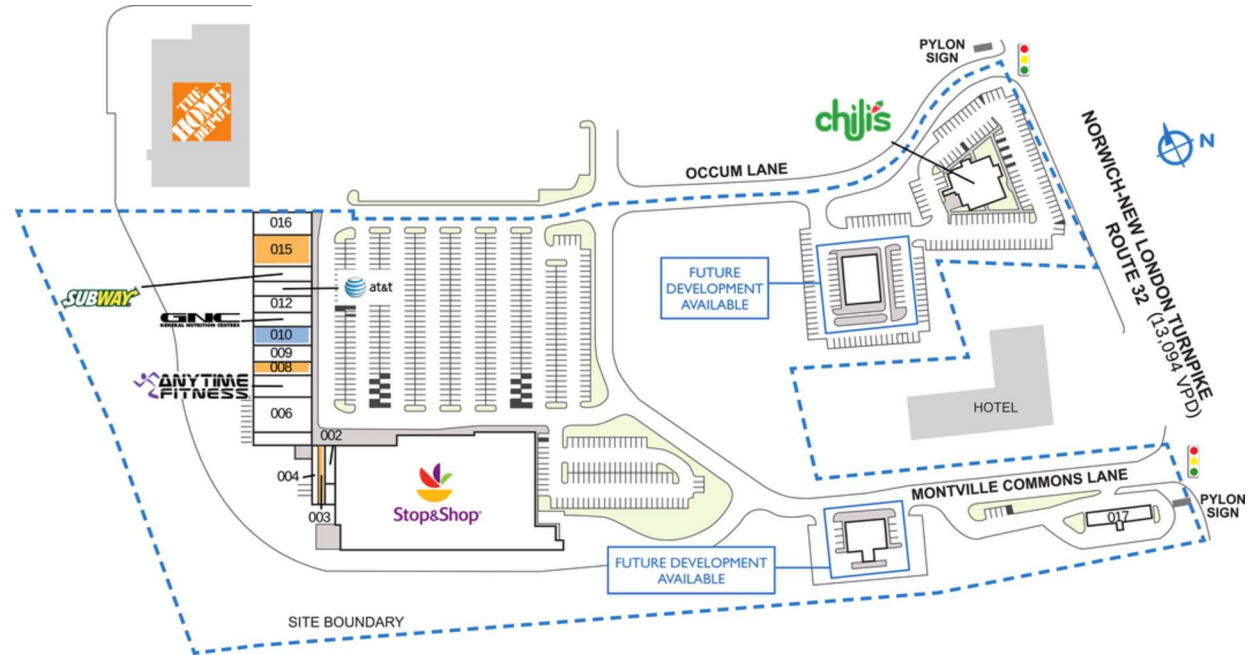 PYLON
SIGN
THE
HOME
DEPOT
chili's
NORWICH-NEW LONDON TURNPIKE
ROUTE 32 (13,094 VPD)
N
OCCUM LANE
016
015
SUBWAY
at&t
012
GNC
GENERAL NUTRITION CENTERS
010
009
008
ANYTIME
FITNESS
006
002
004
003
Stop&Shop
FUTURE
DEVELOPMENT
AVAILABLE
HOTEL
MONTVILLE COMMONS LANE
PYLON
SIGN
017
FUTURE DEVELOPMENT
AVAILABLE
SITE BOUNDARY